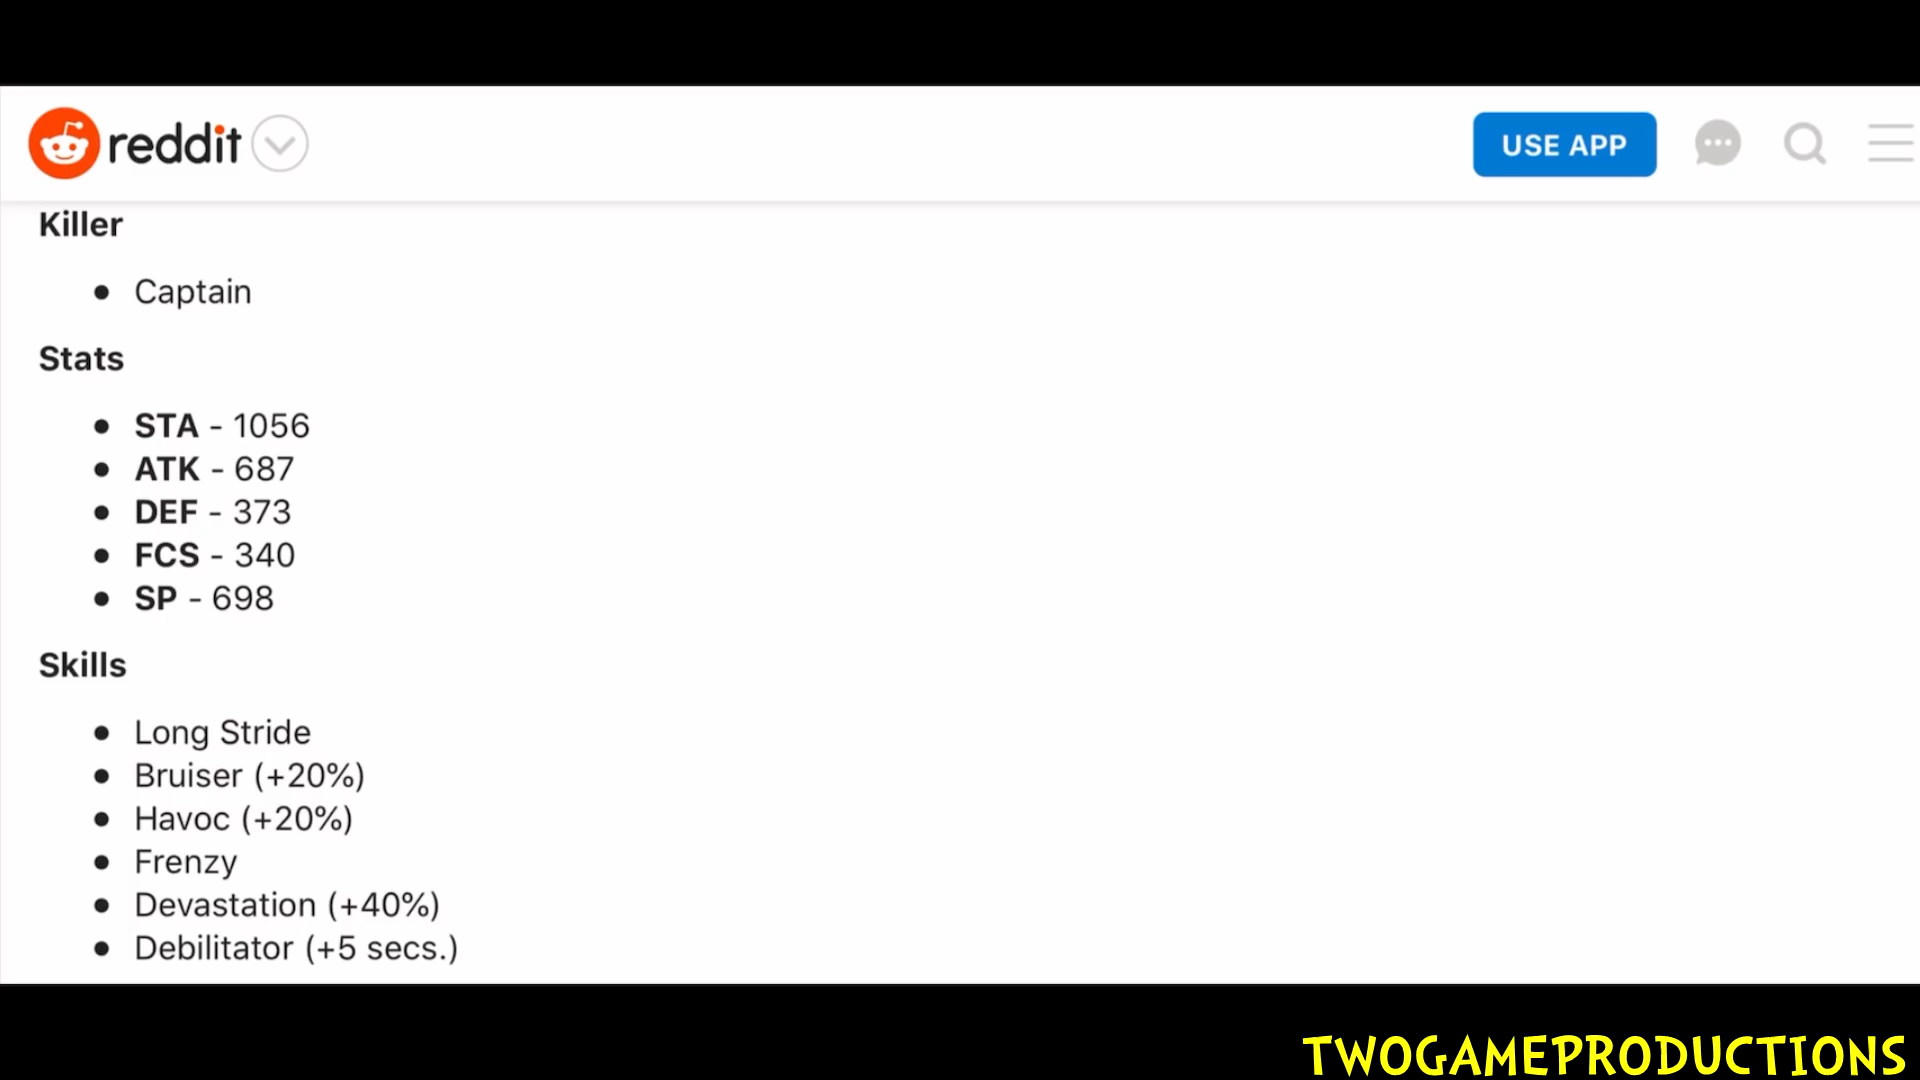 reddit
USE APP
Killer
● Captain
Stats
● STA - 1056
● ATK - 687
● DEF - 373
● FCS - 340
● SP - 698
Skills
● Long Stride
● Bruiser (+20%)
● Havoc (+20%)
● Frenzy
● Devastation (+40%)
● Debilitator (+5 secs.)
TWOGAMEPRODUCTIONS